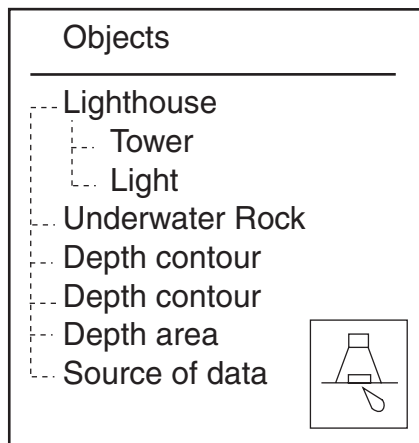 Objects
Lighthouse
Tower
Light
Underwater Rock
Depth contour
Depth contour
Depth area
Source of data